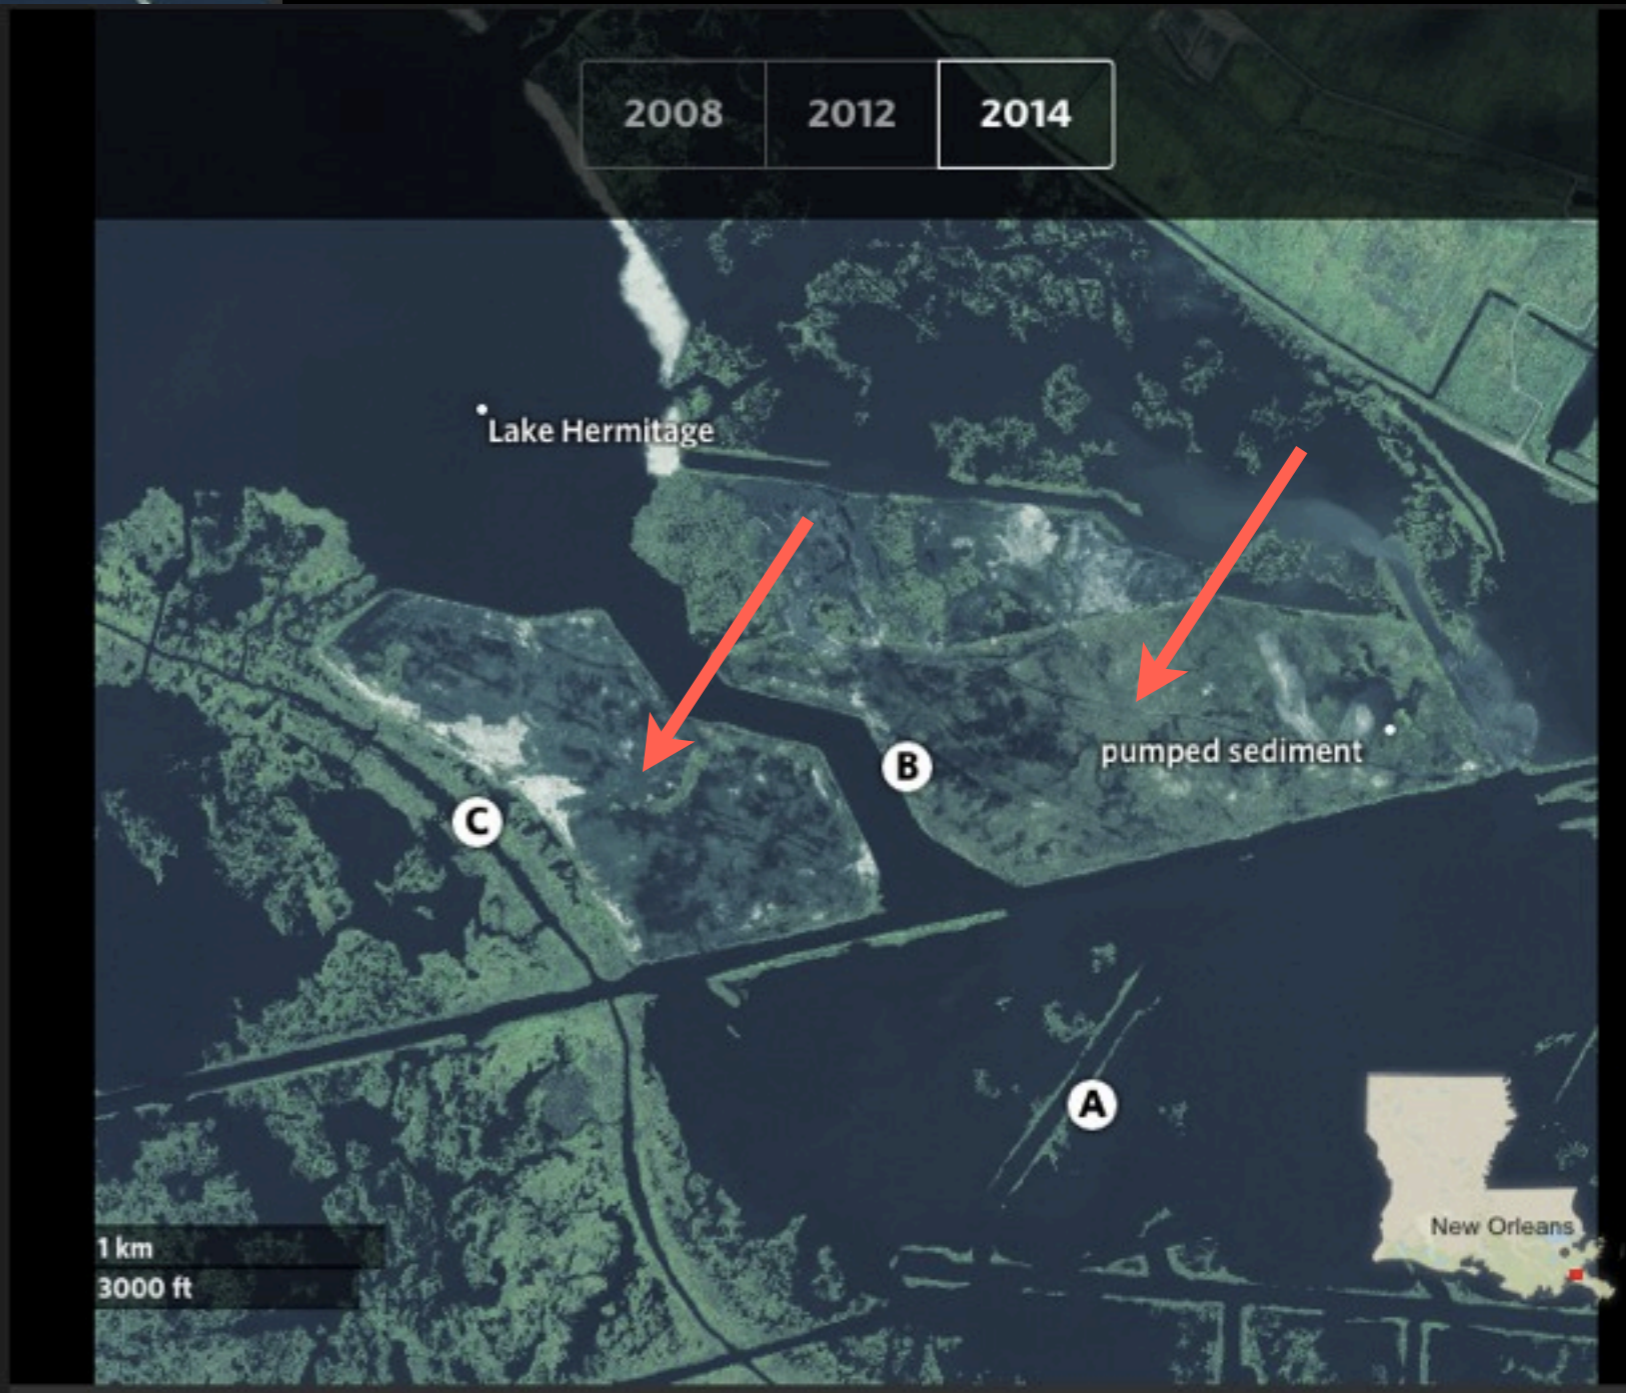 2008 2012 2014
Lake Hermitage
pumped sediment
B
C
A
New Orleans
1 km
3000 ft